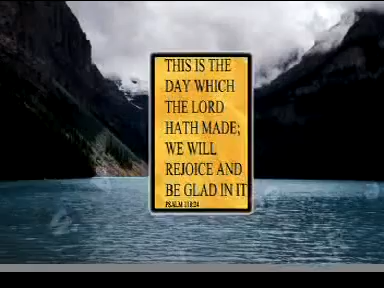 THIS IS THE
DAY WHICH
THE LORD
HATH MADE;
WE WILL
REJOICE AND
BE GLAD IN IT
PSALM 118:24